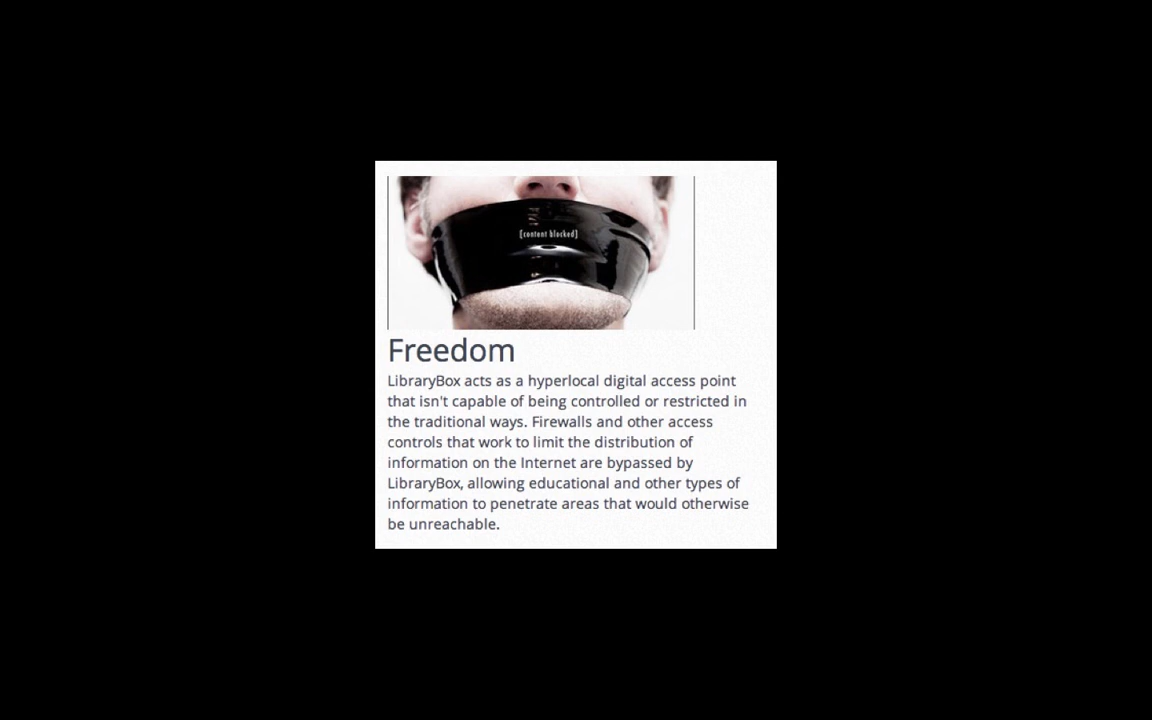 [content blocked]
Freedom
LibraryBox acts as a hyperlocal digital access point
that isn't capable of being controlled or restricted in
the traditional ways. Firewalls and other access
controls that work to limit the distribution of
information on the Internet are bypassed by
LibraryBox, allowing educational and other types of
information to penetrate areas that would otherwise
be unreachable.